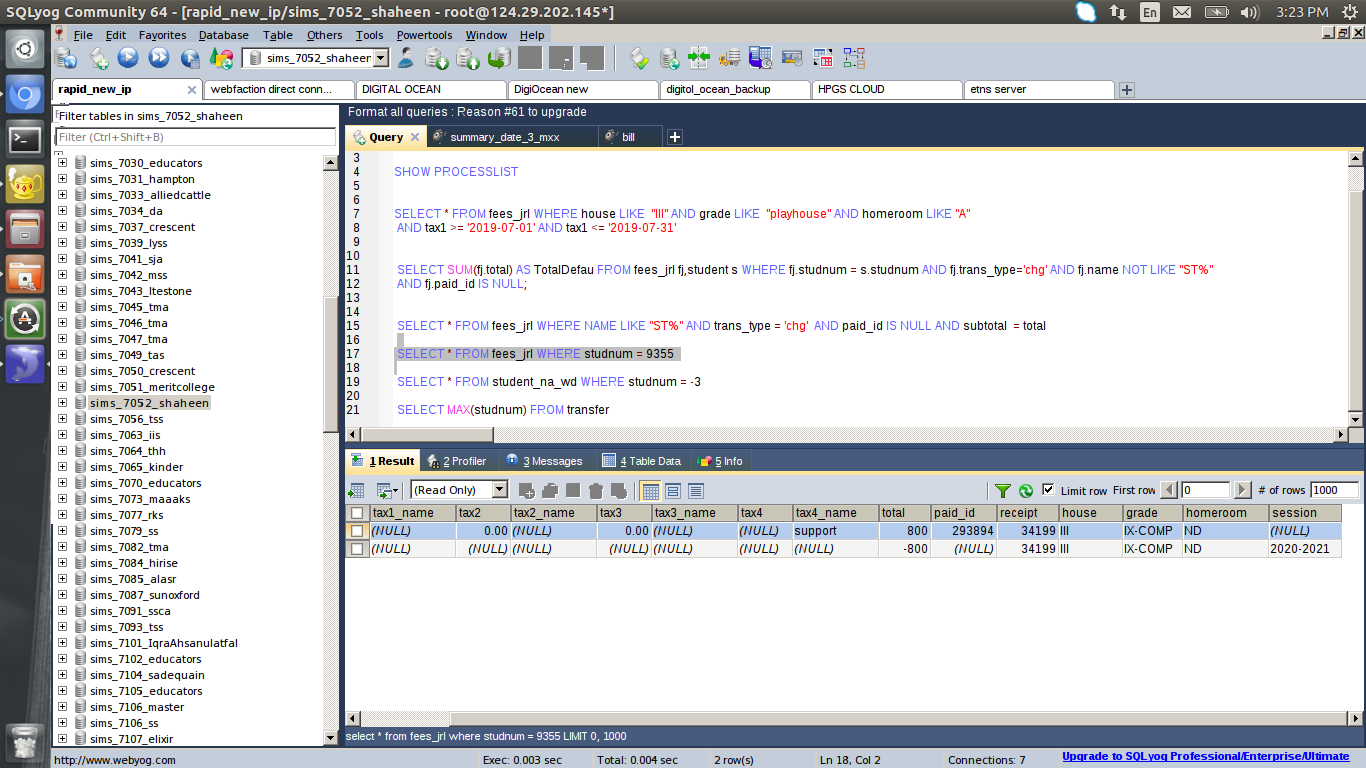 SQLyog Community 64 - [rapid_new_ip/sims_7052_shaheen - root@124.29.202.145*]
En
3:23 PM
File Edit Favorites Database Table Others Tools Powertools Window Help
sims_7052_shaheen
rapid_new_ip
webfaction direct conn...
DIGITAL OCEAN
DigiOcean new
digitol_ocean_backup
HPGS CLOUD
etns server
Filter tables in sims_7052_shaheen
Filter (Ctrl+Shift+B)
sims_7030_educators
sims_7031_hampton
sims_7033_alliedcattle
sims_7034_da
sims_7037_crescent
sims_7039_lyss
sims_7041_sja
sims_7042_mss
sims_7043_ltestone
sims_7045_tma
sims_7046_tma
sims_7047_tma
sims_7049_tas
sims_7050_crescent
sims_7051_meritcollege
sims_7052_shaheen
sims_7056_tss
sims_7063_iis
sims_7064_thh
sims_7065_kinder
sims_7070_educators
sims_7073_maaaks
sims_7077_rks
sims_7079_ss
sims_7082_tma
sims_7084_hirise
sims_7085_alasr
sims_7087_sunoxford
sims_7091_ssca
sims_7093_tss
sims_7101_IqraAhsanulatfal
sims_7102_educators
sims_7104_sadequain
sims_7105_educators
sims_7106_master
sims_7106_ss
sims_7107_elixir
Format all queries : Reason #61 to upgrade
Query
summary_date_3_mxx
bill
3
4 SHOW PROCESSLIST
5
6
7 SELECT * FROM fees_jrl WHERE house LIKE "III" AND grade LIKE "playhouse" AND homeroom LIKE "A"
8 AND tax1 >= '2019-07-01' AND tax1 <= '2019-07-31'
9
10
11 SELECT SUM(fj.total) AS TotalDefau FROM fees_jrl fj,student s WHERE fj.studnum = s.studnum AND fj.trans_type='chg' AND fj.name NOT LIKE "ST%"
12 AND fj.paid_id IS NULL;
13
14
15 SELECT * FROM fees_jrl WHERE NAME LIKE "ST%" AND trans_type = 'chg' AND paid_id IS NULL AND subtotal = total
16
17 SELECT * FROM fees_jrl WHERE studnum = 9355
18
19 SELECT * FROM student_na_wd WHERE studnum = -3
20
21 SELECT MAX(studnum) FROM transfer
1 Result
2 Profiler
3 Messages
4 Table Data
5 Info
(Read Only)
Limit row First row 0 # of rows 1000
tax1_name tax2 tax2_name tax3 tax3_name tax4 tax4_name total paid_id receipt house grade homeroom session
(NULL) 0.00 (NULL) 0.00 (NULL) (NULL) support 800 293894 34199 III IX-COMP ND (NULL)
(NULL) (NULL) (NULL) (NULL) (NULL) (NULL) (NULL) -800 (NULL) 34199 III IX-COMP ND 2020-2021
select * from fees_jrl where studnum = 9355 LIMIT 0, 1000
http://www.webyog.com
Exec: 0.003 sec
Total: 0.004 sec
2 row(s)
Ln 18, Col 2
Connections: 7
Upgrade to SQLyog Professional/Enterprise/Ultimate